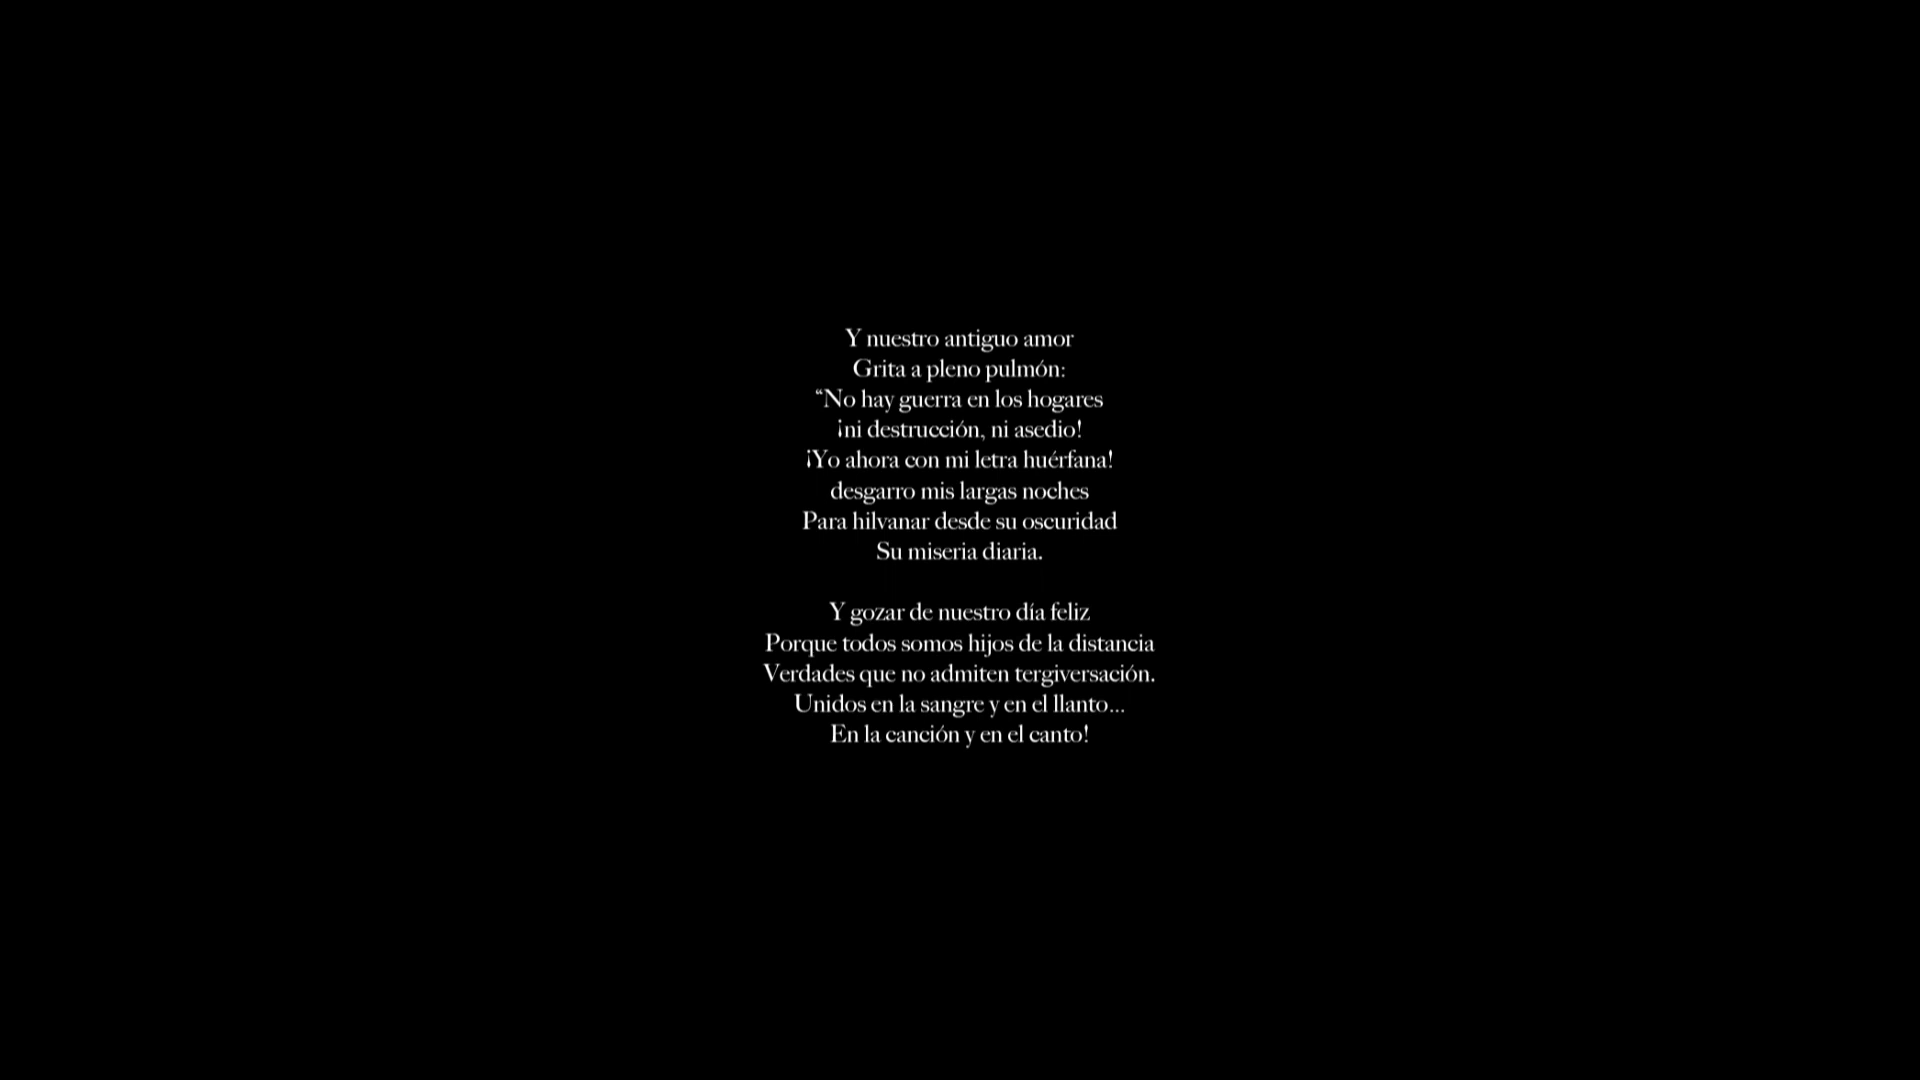 Y nuestro antiguo amor
Grita a pleno pulmón:
“No hay guerra en los hogares
¡ni destrucción, ni asedio!
¡Yo ahora con mi letra huérfana!
desgarro mis largas noches
Para hilvanar desde su oscuridad
Su miseria diaria.

Y gozar de nuestro día feliz
Porque todos somos hijos de la distancia
Verdades que no admiten tergiversación.
Unidos en la sangre y en el llanto...
En la canción y en el canto!